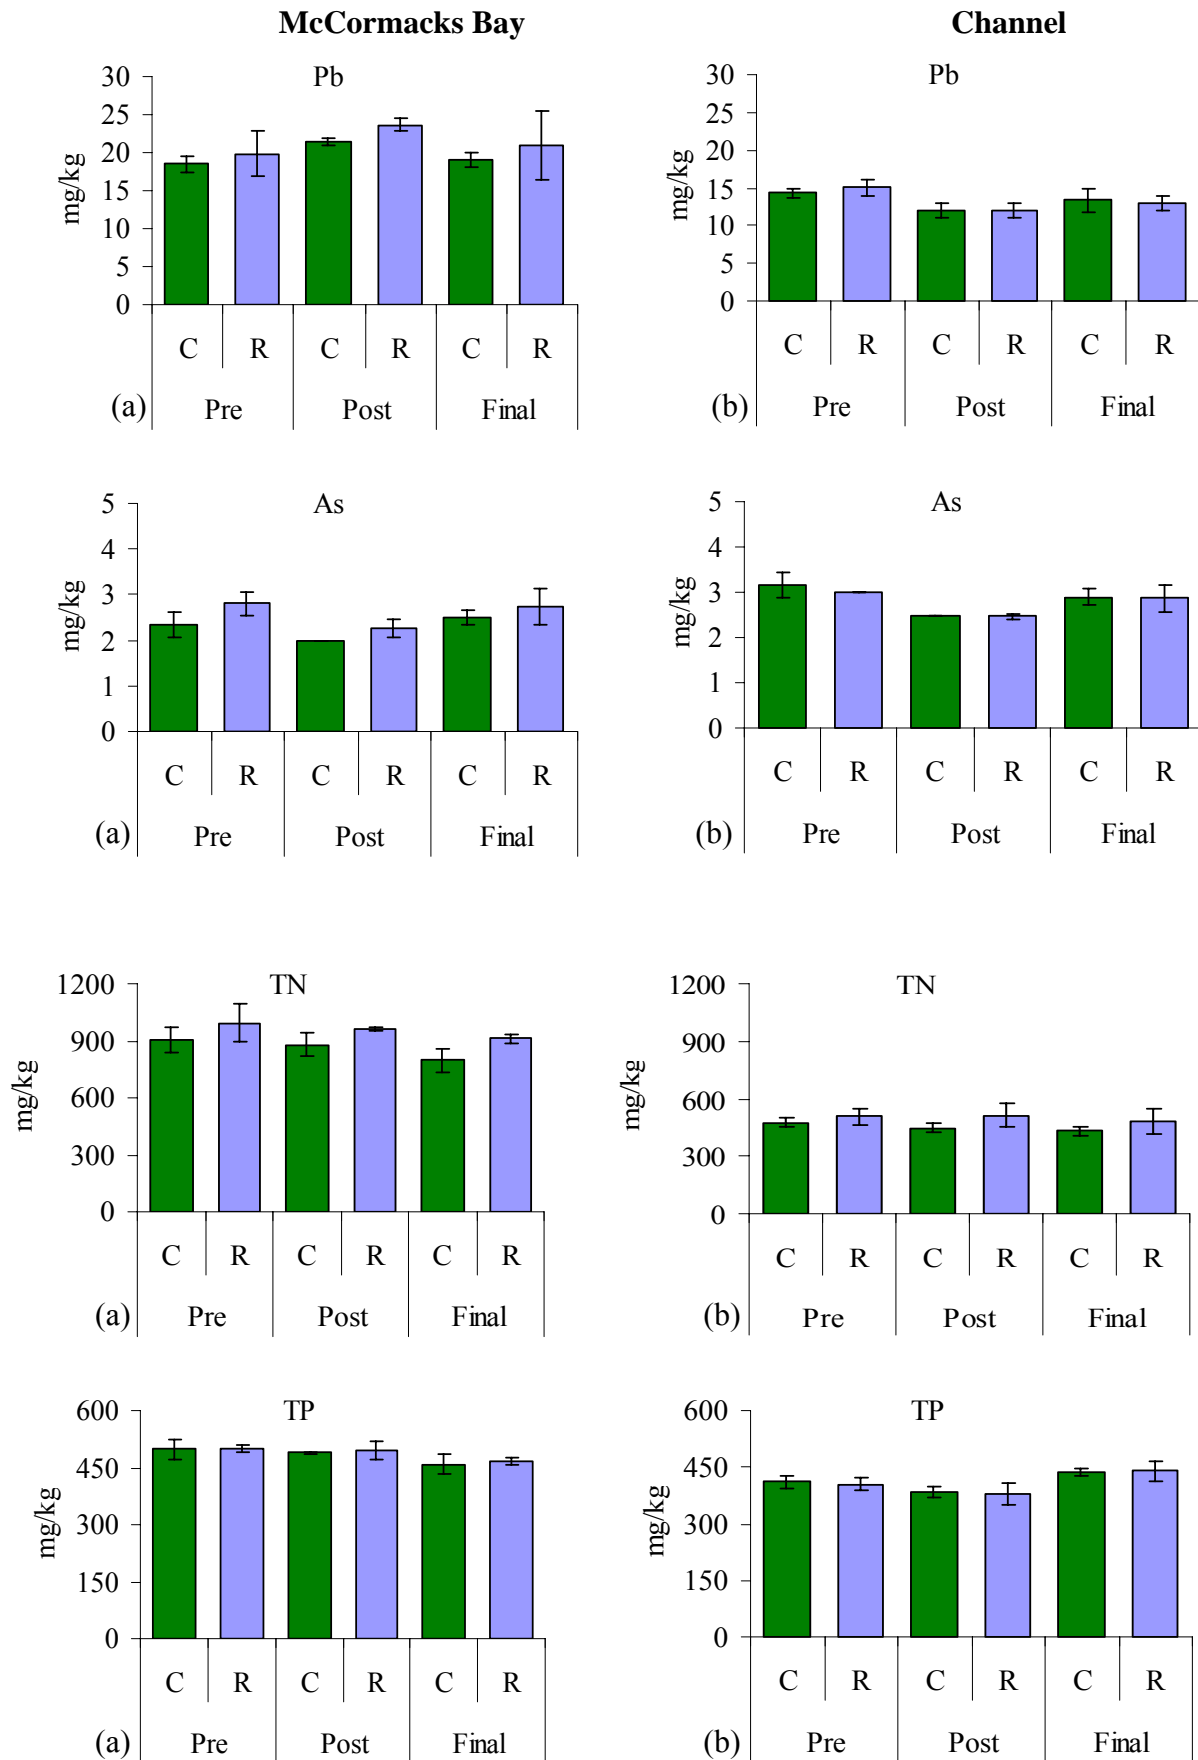 McCormacks Bay
Channel
Pb
30
25
20
15
10
5
0
mg/kg
C R C R C R
(a) Pre Post Final
Pb
30
25
20
15
10
5
0
mg/kg
C R C R C R
(b) Pre Post Final
As
5
4
3
2
1
0
mg/kg
C R C R C R
(a) Pre Post Final
As
5
4
3
2
1
0
mg/kg
C R C R C R
(b) Pre Post Final
TN
1200
900
600
300
0
mg/kg
C R C R C R
(a) Pre Post Final
TN
1200
900
600
300
0
mg/kg
C R C R C R
(b) Pre Post Final
TP
600
450
300
150
0
mg/kg
C R C R C R
(a) Pre Post Final
TP
600
450
300
150
0
mg/kg
C R C R C R
(b) Pre Post Final